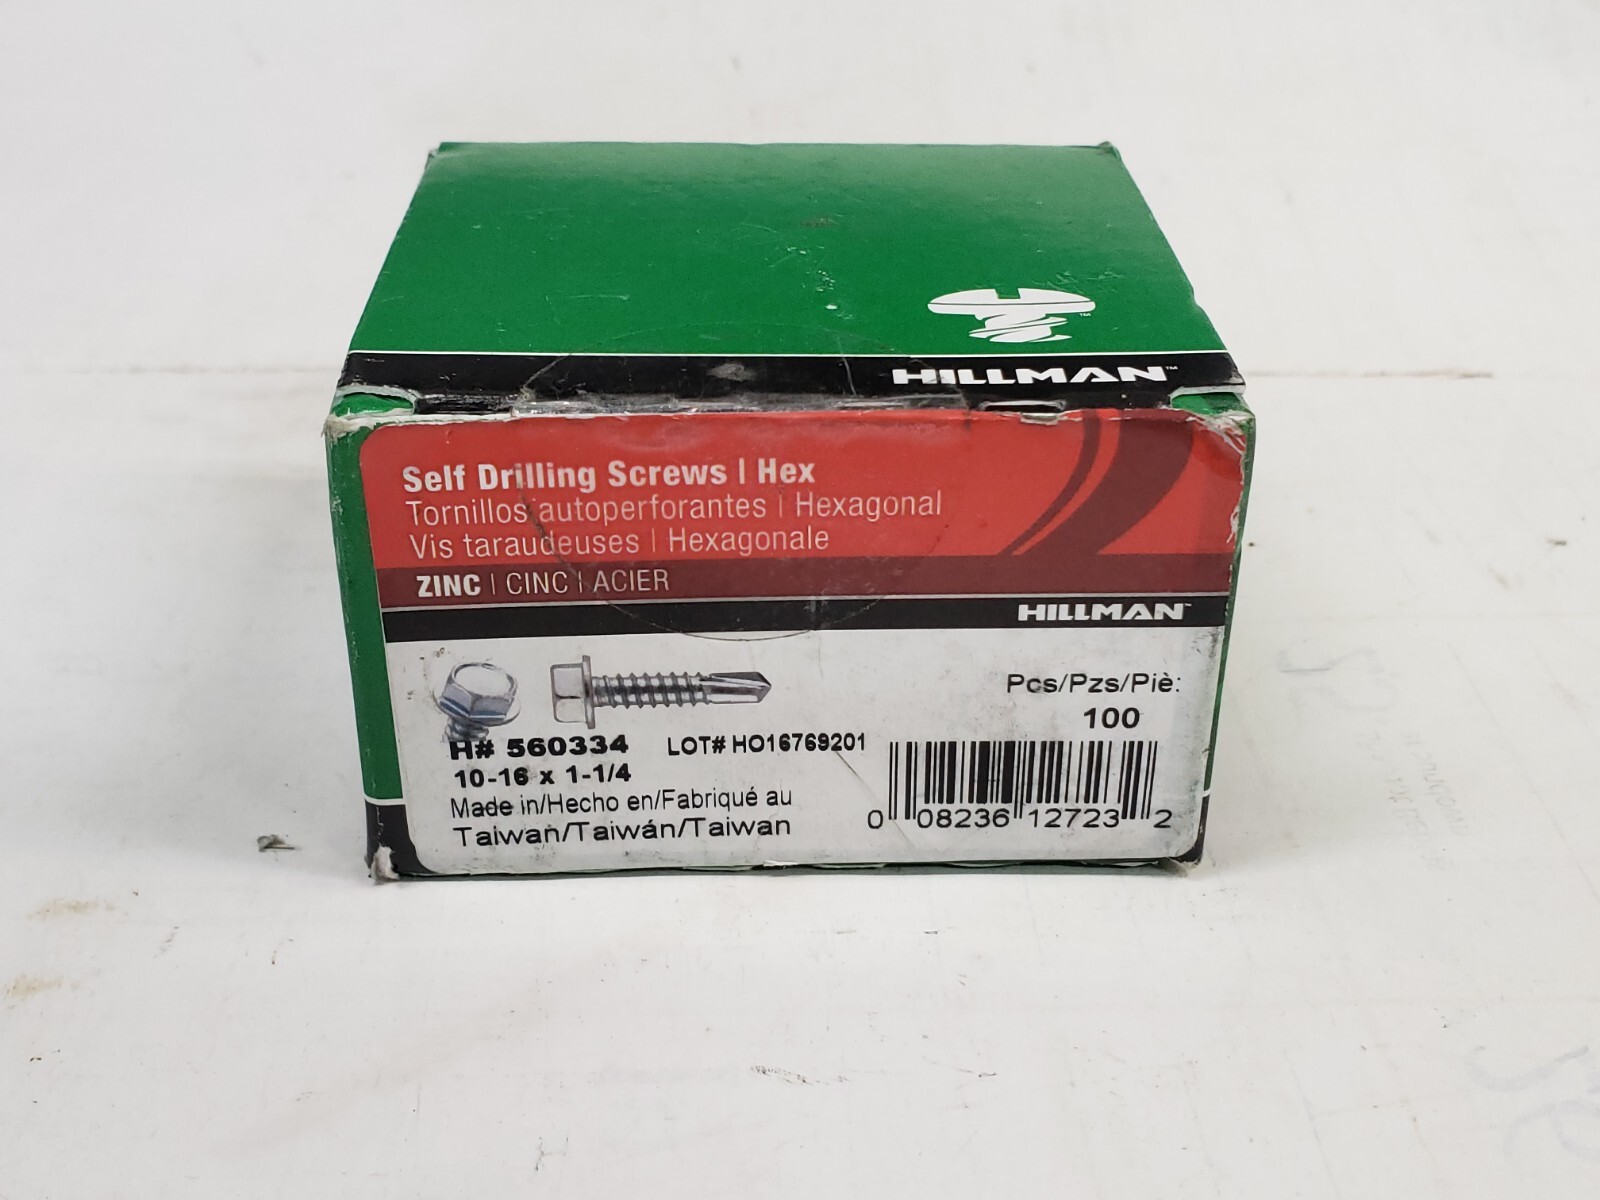 HILLMAN™
Self Drilling Screws | Hex
Tornillos autoperforantes | Hexagonal
Vis taraudeuses | Hexagonale
ZINC | CINC | ACIER
HILLMAN™
Pcs/Pzs/Piè:
100
H# 560334 LOT# HO16769201
10-16 x 1-1/4
Made in/Hecho en/Fabriqué au
Taiwan/Taiwán/Taiwan
0 08236 12723 2